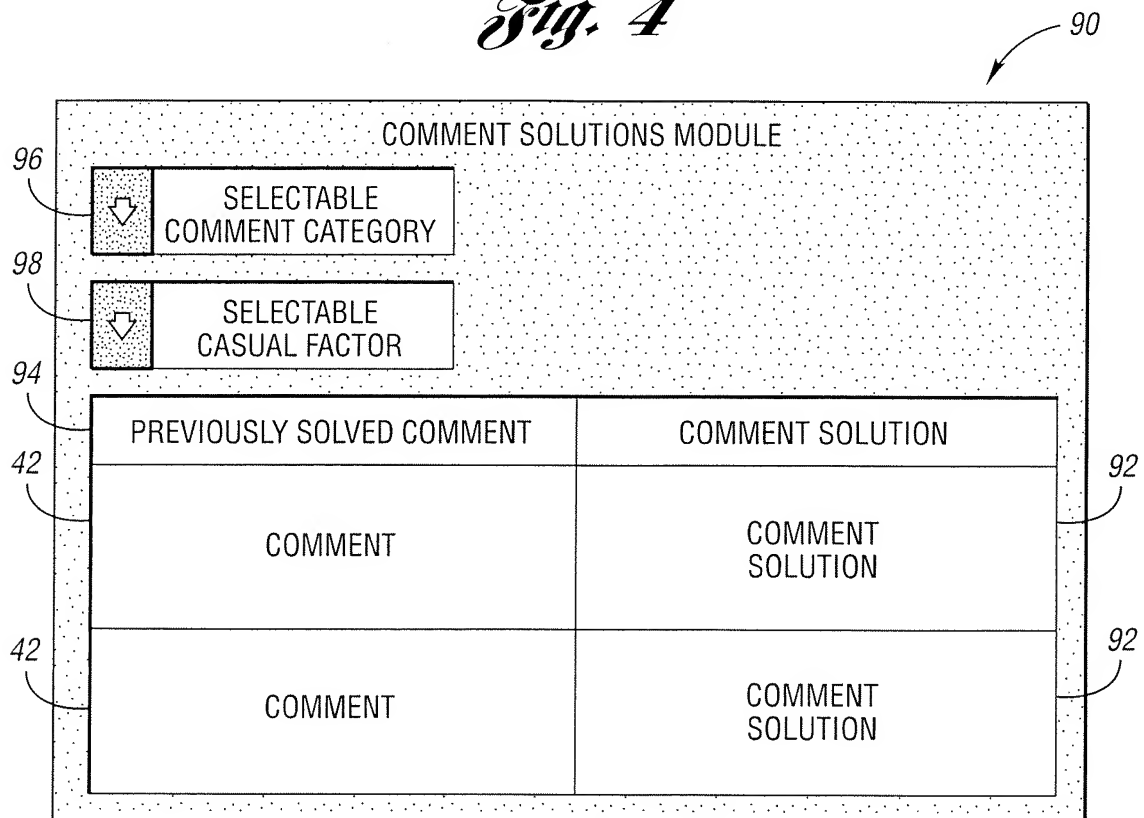 Fig. 4
90
COMMENT SOLUTIONS MODULE
96
SELECTABLE
COMMENT CATEGORY
98
SELECTABLE
CASUAL FACTOR
94
PREVIOUSLY SOLVED COMMENT
COMMENT SOLUTION
42
COMMENT
COMMENT
SOLUTION
92
42
COMMENT
COMMENT
SOLUTION
92